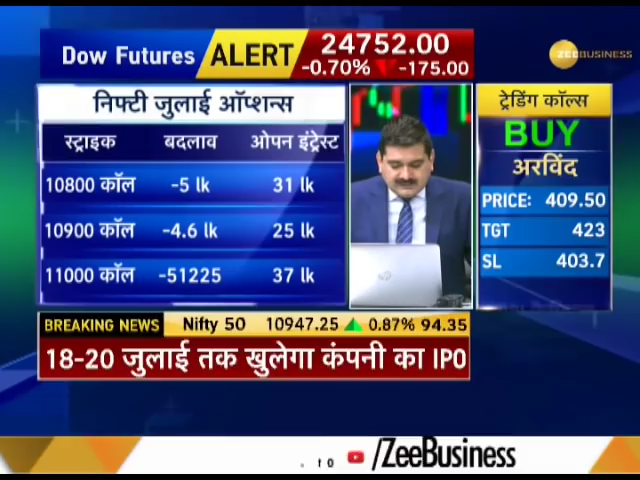 Dow Futures
ALERT
24752.00
-0.70% -175.00
ZEEBUSINESS
निफ्टी जुलाई ऑप्शन्स
स्ट्राइक बदलाव ओपन इंट्रेस्ट
10800 कॉल -5 lk 31 lk
10900 कॉल -4.6 lk 25 lk
11000 कॉल -51225 37 lk
ट्रेडिंग कॉल्स
BUY
अरविंद
PRICE: 409.50
TGT 423
SL 403.7
BREAKING NEWS Nifty 50 10947.25 0.87% 94.35
18-20 जुलाई तक खुलेगा कंपनी का IPO
/ZeeBusiness